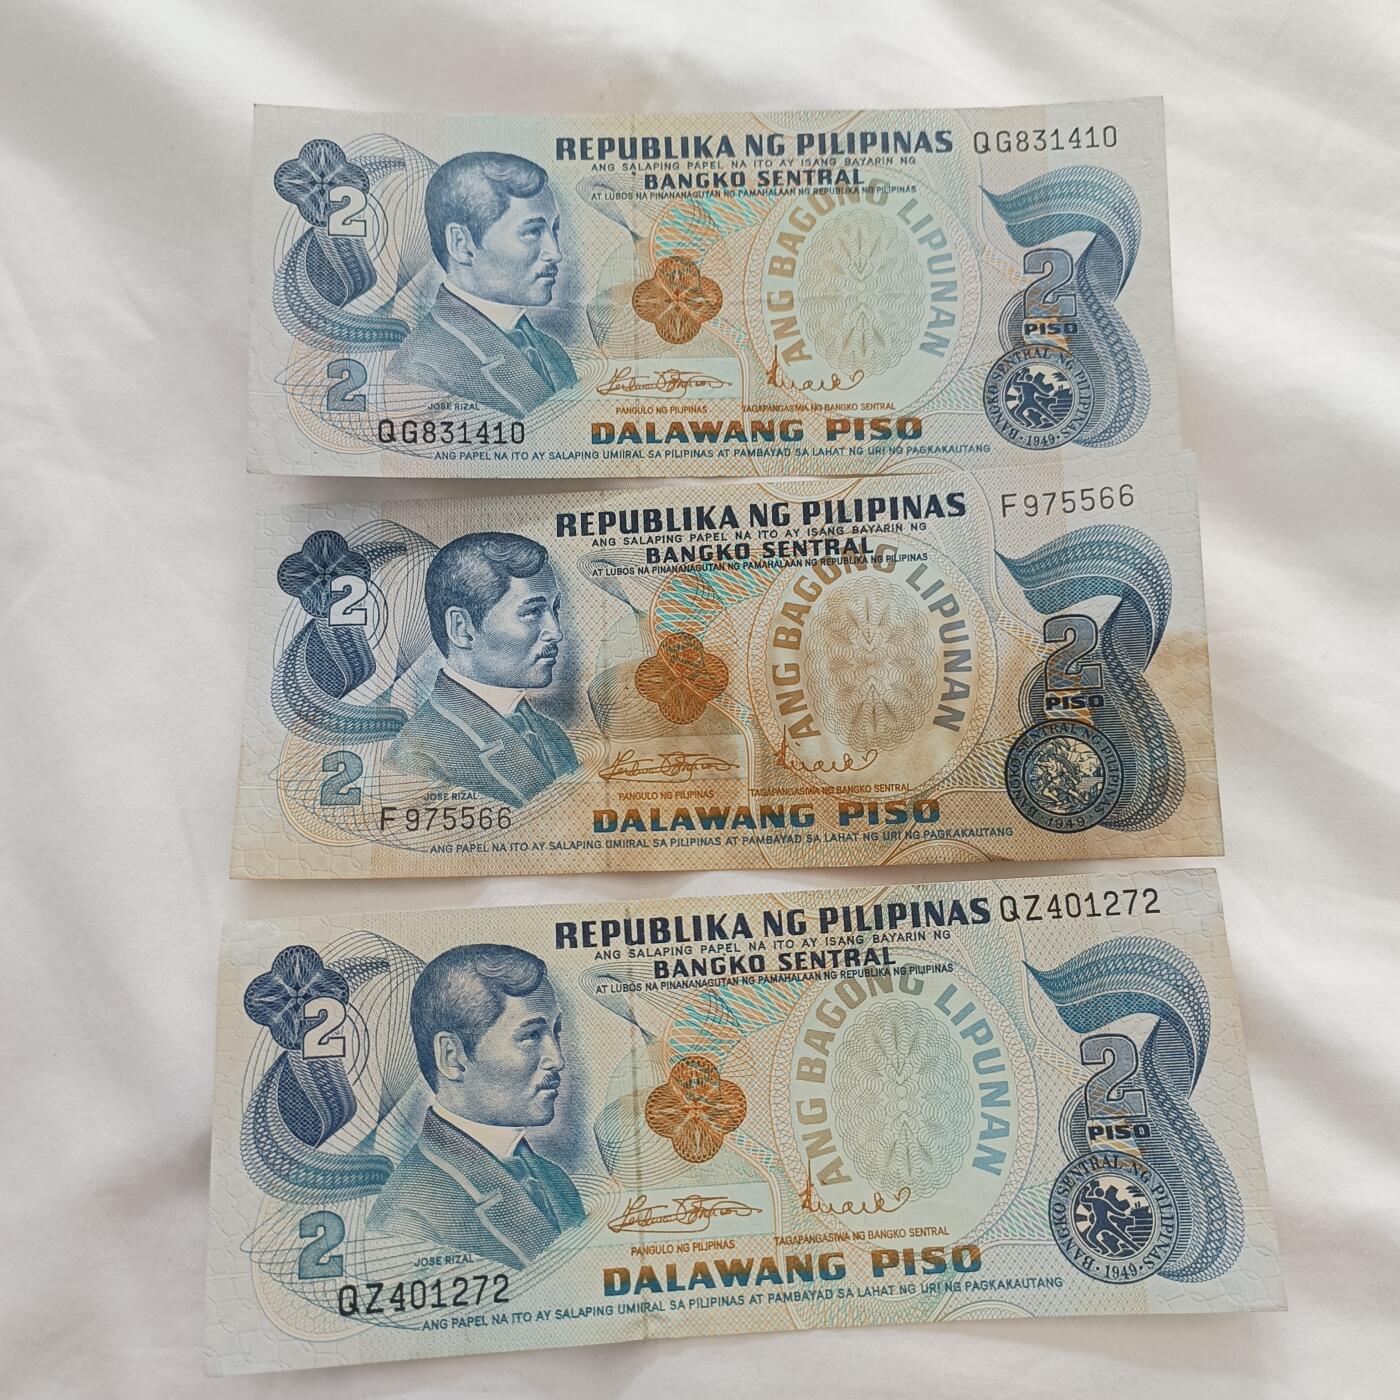 REPUBLIKA NG PILIPINAS QG831410
ANG SALAPING PAPEL NA ITO AY ISANG BAYARIN NG
BANGKO SENTRAL
AT LUBOS NA PINANANAGUTAN NG PAMAHALAAN NG REPUBLIKA NG PILIPINAS
2
ANG BAGONG LIPUNAN
2
PISO
2
BANGKO SENTRAL NG PILIPINAS
1949
JOSE RIZAL
PANGULO NG PILIPINAS
TAGAPANGASIWA NG BANGKO SENTRAL
QG831410
DALAWANG PISO
ANG PAPEL NA ITO AY SALAPING UMIIRAL SA PILIPINAS AT PAMBAYAD SA LAHAT NG URI NG PAGKAKAUTANG
REPUBLIKA NG PILIPINAS F975566
ANG SALAPING PAPEL NA ITO AY ISANG BAYARIN NG
BANGKO SENTRAL
AT LUBOS NA PINANANAGUTAN NG PAMAHALAAN NG REPUBLIKA NG PILIPINAS
2
ANG BAGONG LIPUNAN
2
PISO
2
BANGKO SENTRAL NG PILIPINAS
1949
JOSE RIZAL
PANGULO NG PILIPINAS
TAGAPANGASIWA NG BANGKO SENTRAL
F975566
DALAWANG PISO
ANG PAPEL NA ITO AY SALAPING UMIIRAL SA PILIPINAS AT PAMBAYAD SA LAHAT NG URI NG PAGKAKAUTANG
REPUBLIKA NG PILIPINAS QZ401272
ANG SALAPING PAPEL NA ITO AY ISANG BAYARIN NG
BANGKO SENTRAL
AT LUBOS NA PINANANAGUTAN NG PAMAHALAAN NG REPUBLIKA NG PILIPINAS
2
ANG BAGONG LIPUNAN
2
PISO
2
BANGKO SENTRAL NG PILIPINAS
1949
JOSE RIZAL
PANGULO NG PILIPINAS
TAGAPANGASIWA NG BANGKO SENTRAL
QZ401272
DALAWANG PISO
ANG PAPEL NA ITO AY SALAPING UMIIRAL SA PILIPINAS AT PAMBAYAD SA LAHAT NG URI NG PAGKAKAUTANG